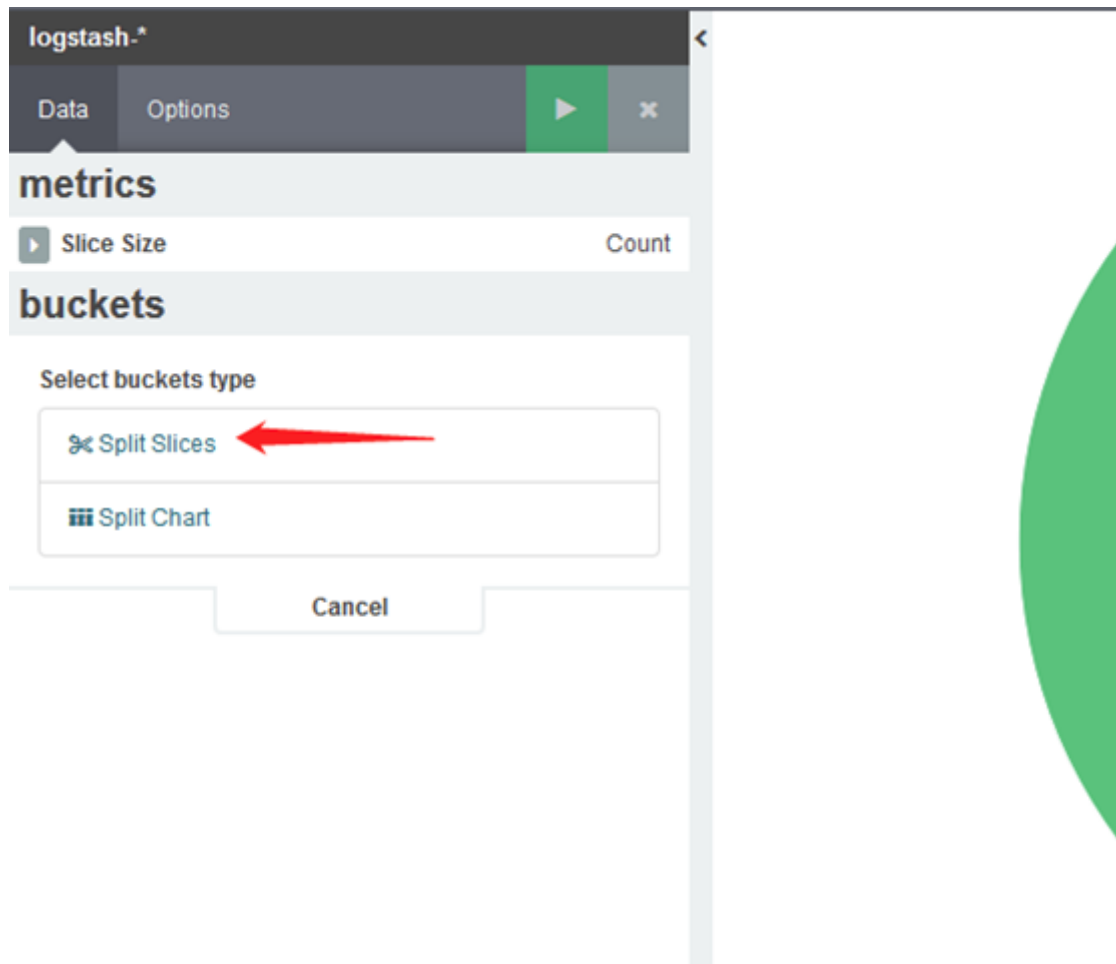 logstash-*
Data Options
metrics
Slice Size Count
buckets
Select buckets type
Split Slices
Split Chart
Cancel